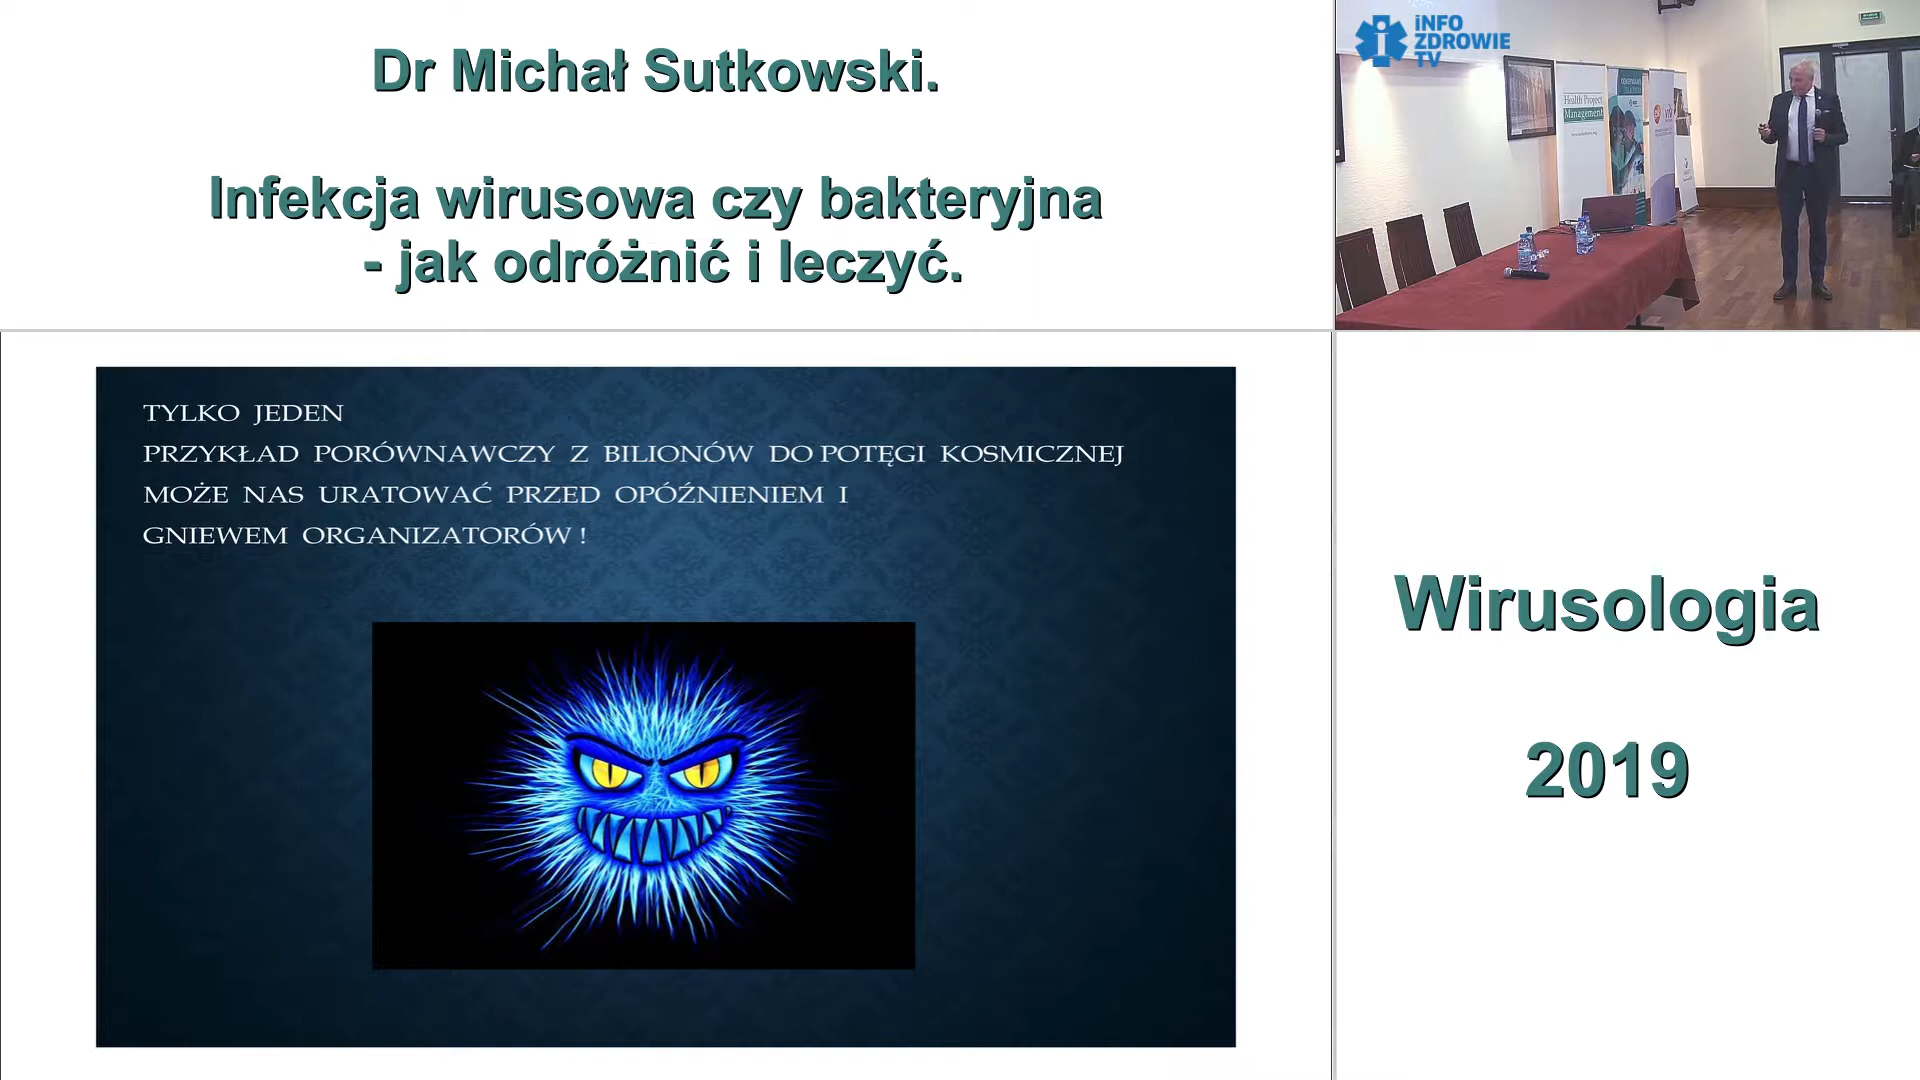 Dr Michał Sutkowski.
Infekcja wirusowa czy bakteryjna
- jak odróżnić i leczyć.
iNFO
ZDROWIE
TV
Health Project
Management
TYLKO JEDEN
PRZYKŁAD PORÓWNAWCZY Z BILIONÓW DO POTĘGI KOSMICZNEJ
MOŻE NAS URATOWAĆ PRZED OPÓŹNIENIEM I
GNIEWEM ORGANIZATORÓW !
Wirusologia
2019